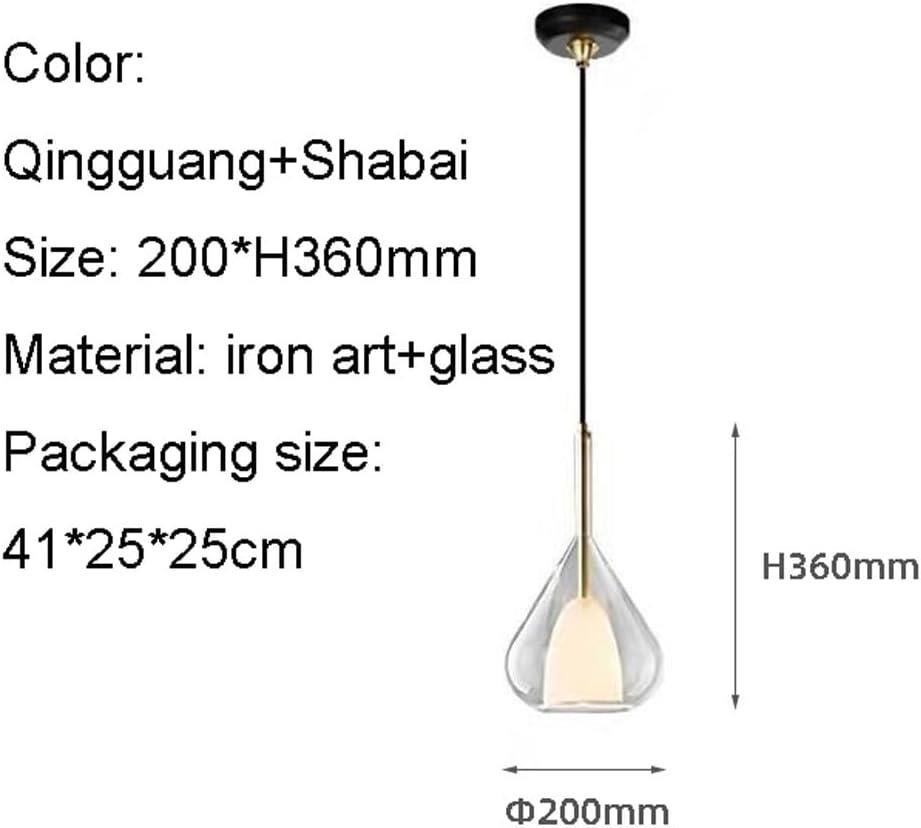 Color:
Qingguang+Shabai
Size: 200*H360mm
Material: iron art+glass
Packaging size:
41*25*25cm
H360mm
Φ200mm